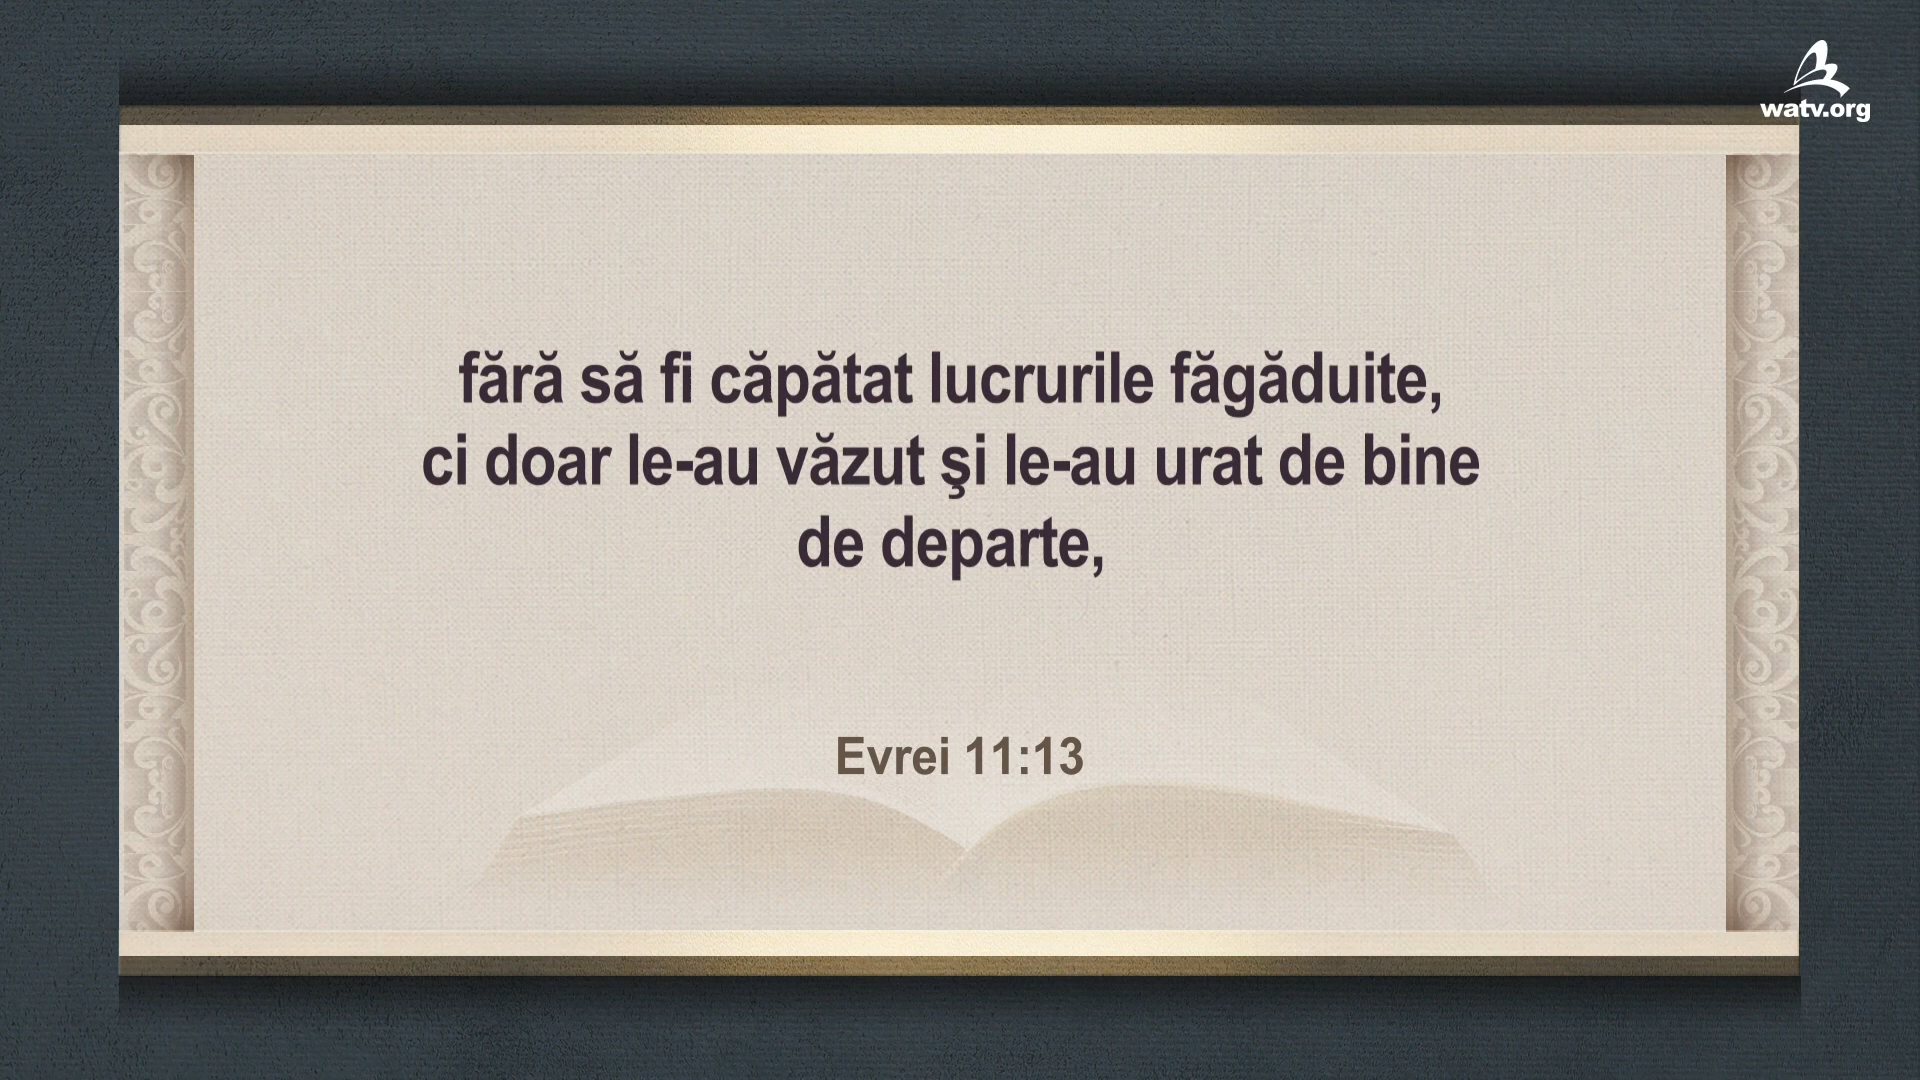 watv.org
fără să fi căpătat lucrurile făgăduite,
ci doar le-au văzut şi le-au urat de bine
de departe,
Evrei 11:13